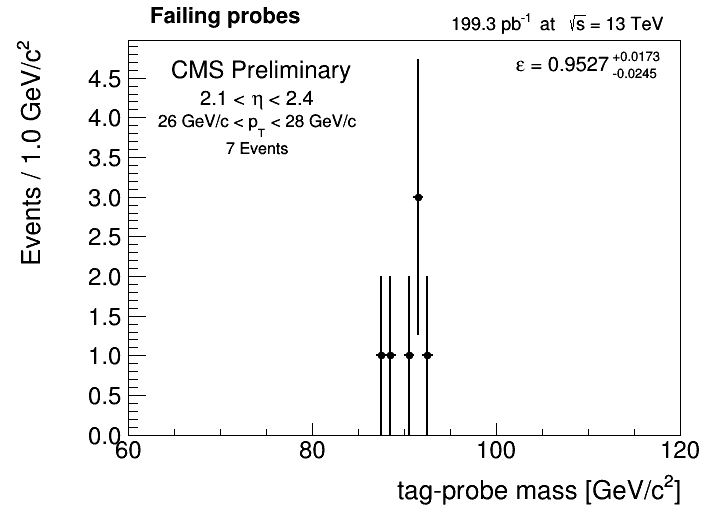 Failing probes
199.3 pb⁻¹ at √s = 13 TeV
CMS Preliminary
2.1 < η < 2.4
26 GeV/c < p_T < 28 GeV/c
7 Events
ε = 0.9527 +0.0173 -0.0245
Events / 1.0 GeV/c²
4.5
4.0
3.5
3.0
2.5
2.0
1.5
1.0
0.5
0.0
60 80 100 120
tag-probe mass [GeV/c²]